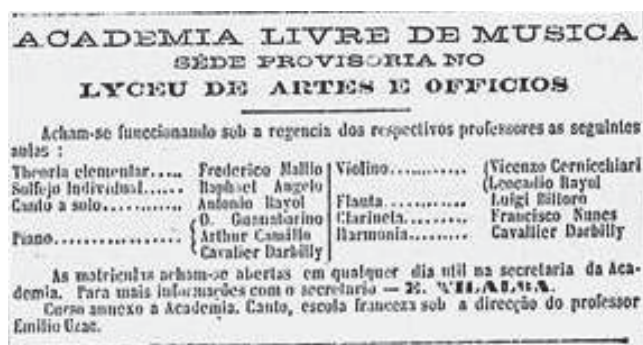 ACADEMIA LIVRE DE MUSICA
SÉDE PROVISORIA NO
LYCEU DE ARTES E OFFICIOS
Acham-se funccionando sob a regencia dos respectivos professores as seguintes
aulas :
Theoria elementar..... Frederico Mallio
Solfejo Individual..... Raphael Angelo
Canto a solo........... Antonio Rayol
Piano................. { O. Guanabarino
Arthur Camillo
Cavalier Darbilly
Violino.......... { Vicenzo Cernicchiari
Leocadio Rayol
Flauta.......... Luigi Billoro
Clarineta........ Francisco Nunes
Harmonia........ Cavallier Darbilly
As matriculas acham-se abertas em qualquer dia util na secretaria da Aca-
demia. Para mais informações com o secretario — E. VILALBA.
Curso annexo a Academia. Canto, escola franceza sob a direcção do professor
Emilio